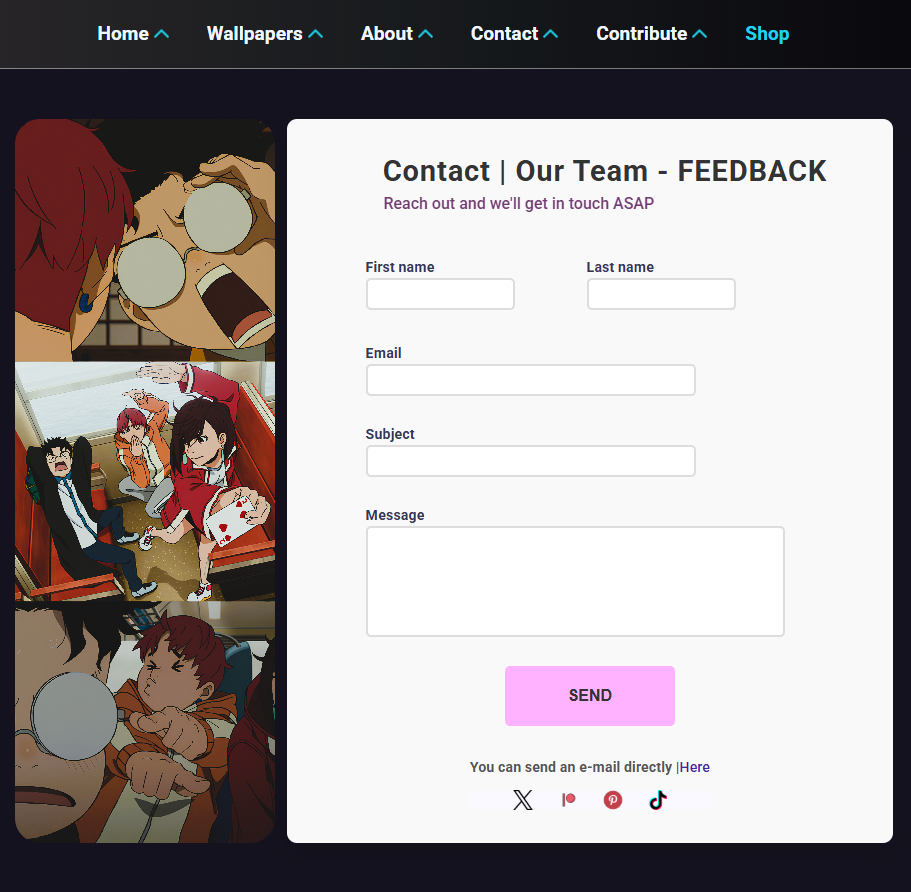 Home Wallpapers About Contact Contribute Shop
Contact | Our Team - FEEDBACK
Reach out and we'll get in touch ASAP
First name Last name
Email
Subject
Message
SEND
You can send an e-mail directly |Here